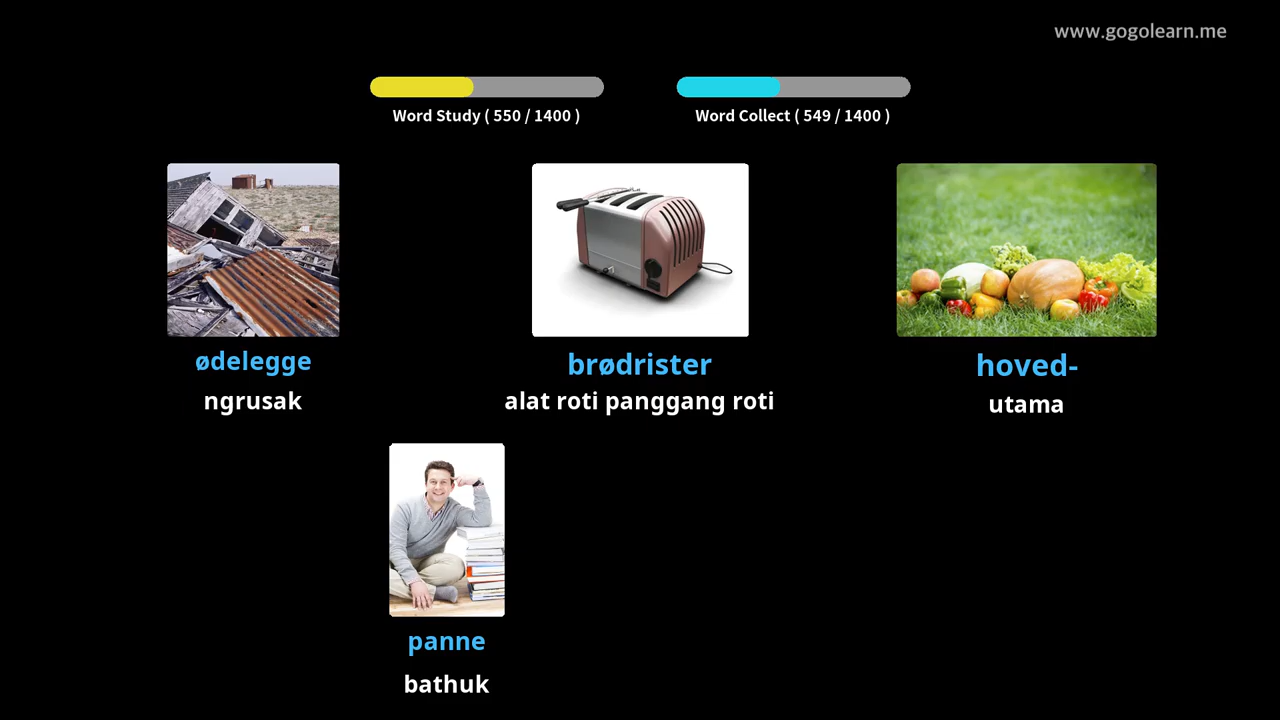 www.gogolearn.me
Word Study ( 550 / 1400 )
Word Collect ( 549 / 1400 )
ødelegge
ngrusak
brødrister
alat roti panggang roti
hoved-
utama
panne
bathuk